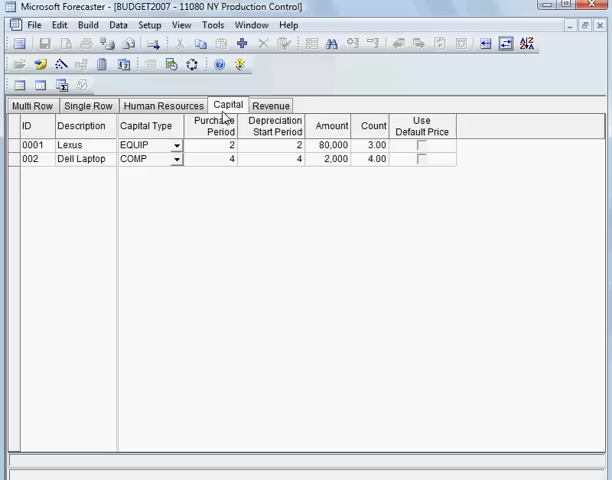 Microsoft Forecaster - [BUDGET2007 - 11080 NY Production Control]
File Edit Build Data Setup View Tools Window Help
Multi Row Single Row Human Resources Capital Revenue
ID Description Capital Type Purchase Period Depreciation Start Period Amount Count Use Default Price
0001 Lexus EQUIP 2 2 80,000 3.00
002 Dell Laptop COMP 4 4 2,000 4.00